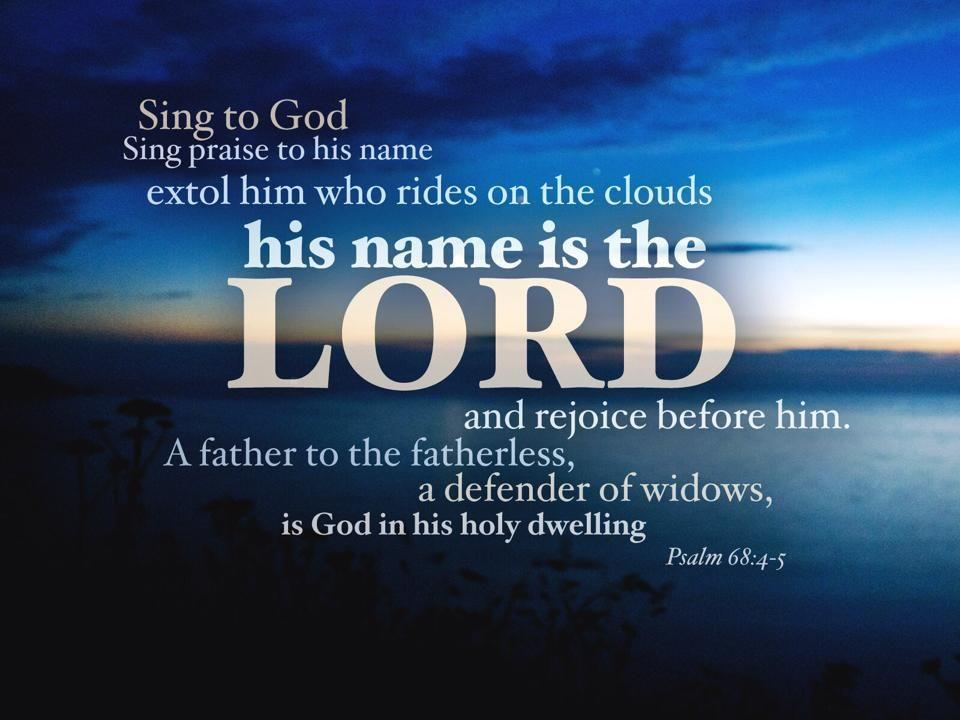 Sing to God
Sing praise to his name
extol him who rides on the clouds
his name is the
LORD
and rejoice before him.
A father to the fatherless,
a defender of widows,
is God in his holy dwelling
Psalm 68:4-5